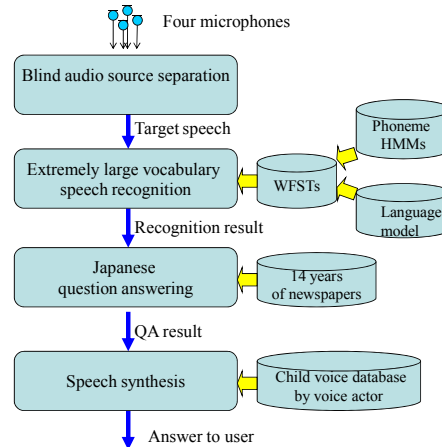 Four microphones
Blind audio source separation
Target speech
Phoneme
HMMs
Extremely large vocabulary
speech recognition
WFSTs
Language
model
Recognition result
Japanese
question answering
14 years
of newspapers
QA result
Speech synthesis
Child voice database
by voice actor
Answer to user